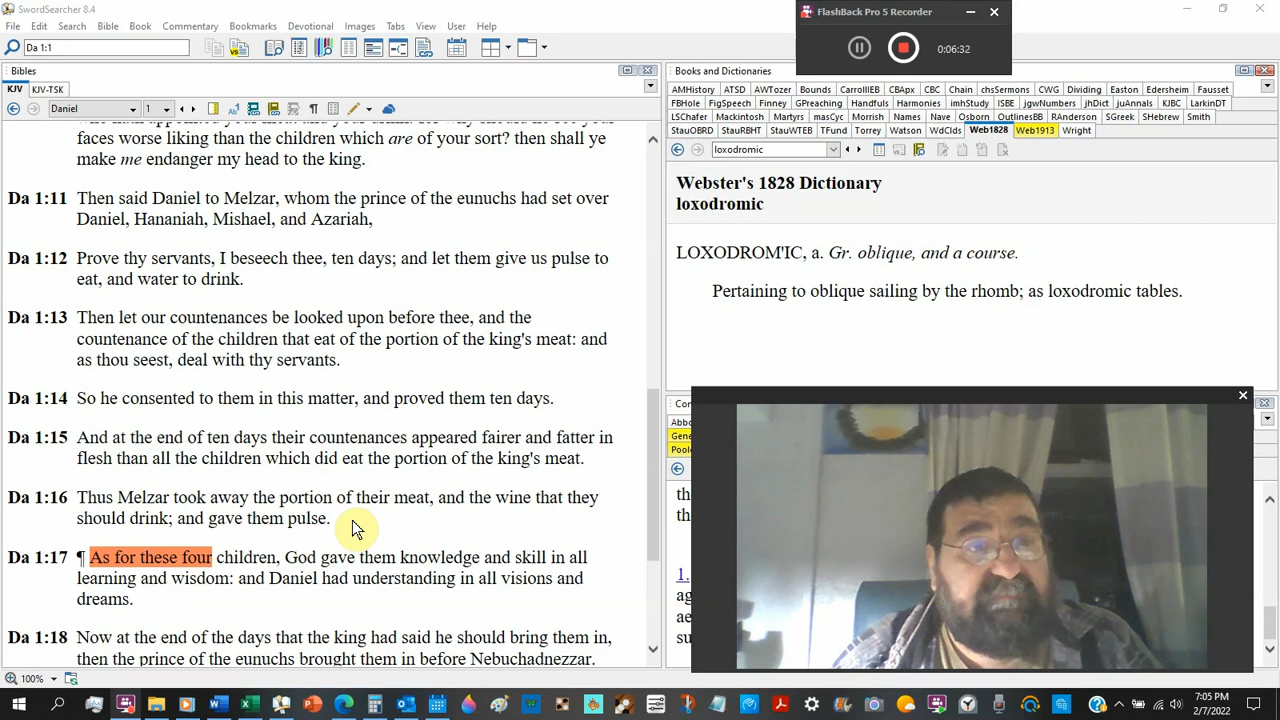 SwordSearcher 8.4
FlashBack Pro 5 Recorder
File Edit Search Bible Book Commentary Bookmarks Devotional Images Tabs View User Help
0:06:32
Da 1:1
Bibles
Books and Dictionaries
KJV KJV-TSK
AMHistory ATSD AWTozer Bounds CarrollIEB CBApx CBC Chain chsSermons CWG Dividing Easton Edersheim Fausset
FBHole FigSpeech Finney GPreaching Handfuls Harmonies imhStudy ISBE jgwNumbers jhDict juAnnals KJBC LarkinDT
Daniel 1
Mackintosh Martyrs mascVC Morrish Names Nave Osborn OutlinesBB RAnderson SGreek SHebrew Smith
StauOBRD StauRBHT StauWTEB TFund Torrey Watson WdClds Web1828 Web1913 Wright
loxodromic
faces worse liking than the children which are of your sort? then shall ye
make me endanger my head to the king.
Webster's 1828 Dictionary
loxodromic
Da 1:11 Then said Daniel to Melzar, whom the prince of the eunuchs had set over
Daniel, Hananiah, Mishael, and Azariah,
LOXODROM'IC, a. Gr. oblique, and a course.
Pertaining to oblique sailing by the rhomb; as loxodromic tables.
Da 1:12 Prove thy servants, I beseech thee, ten days; and let them give us pulse to
eat, and water to drink.
Da 1:13 Then let our countenances be looked upon before thee, and the
countenance of the children that eat of the portion of the king's meat: and
as thou seest, deal with thy servants.
Da 1:14 So he consented to them in this matter, and proved them ten days.
Da 1:15 And at the end of ten days their countenances appeared fairer and fatter in
flesh than all the children which did eat the portion of the king's meat.
Da 1:16 Thus Melzar took away the portion of their meat, and the wine that they
should drink; and gave them pulse.
Da 1:17 ¶ As for these four children, God gave them knowledge and skill in all
learning and wisdom: and Daniel had understanding in all visions and
dreams.
Da 1:18 Now at the end of the days that the king had said he should bring them in,
then the prince of the eunuchs brought them in before Nebuchadnezzar.
100%
7:05 PM
2/7/2022